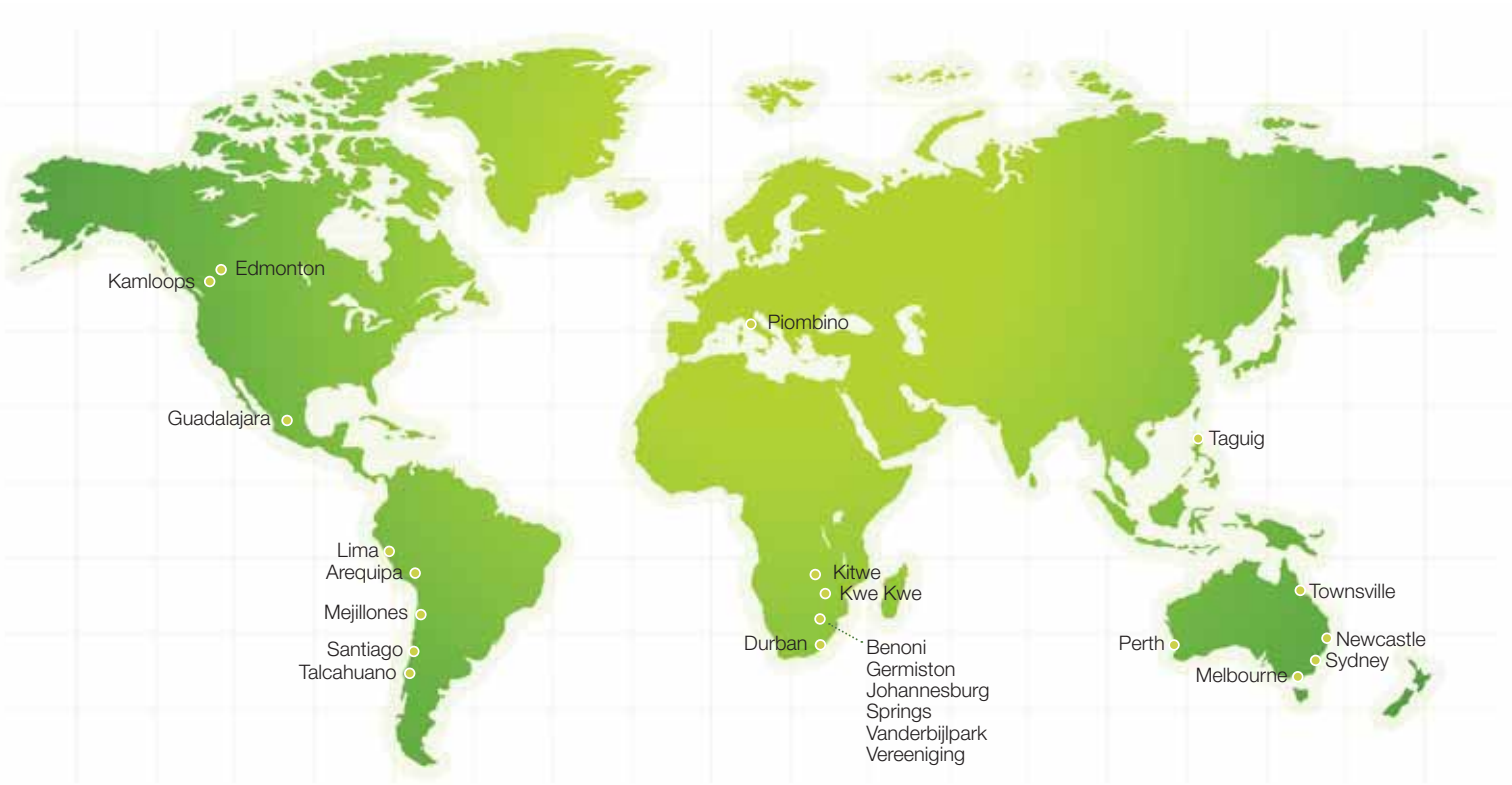 Edmonton
Kamloops
Piombino
Guadalajara
Taguig
Lima
Arequipa
Mejillones
Santiago
Talcahuano
Kitwe
Kwe Kwe
Durban
Benoni
Germiston
Johannesburg
Springs
Vanderbijlpark
Vereeniging
Townsville
Perth
Newcastle
Sydney
Melbourne